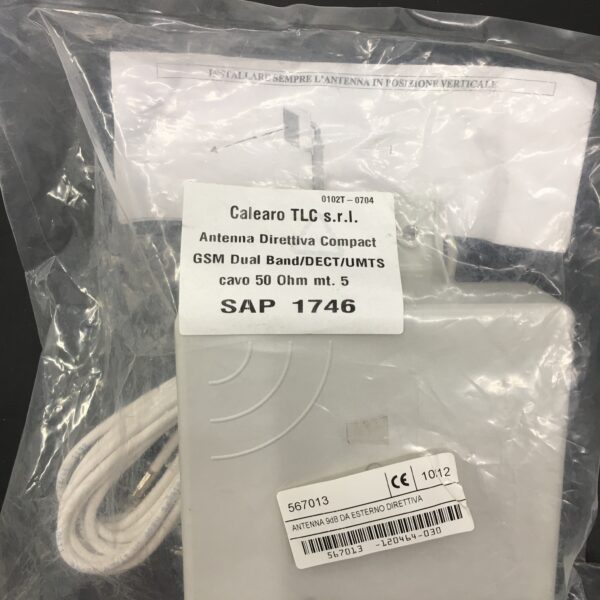 INSTALLARE SEMPRE L'ANTENNA IN POSIZIONE VERTICALE
0102T-0704
Calearo TLC s.r.l.
Antenna Direttiva Compact
GSM Dual Band/DECT/UMTS
cavo 50 Ohm mt. 5
SAP 1746
567013 CE 10.12
ANTENNA 9dB DA ESTERNO DIRETTIVA
567013 -120464-030